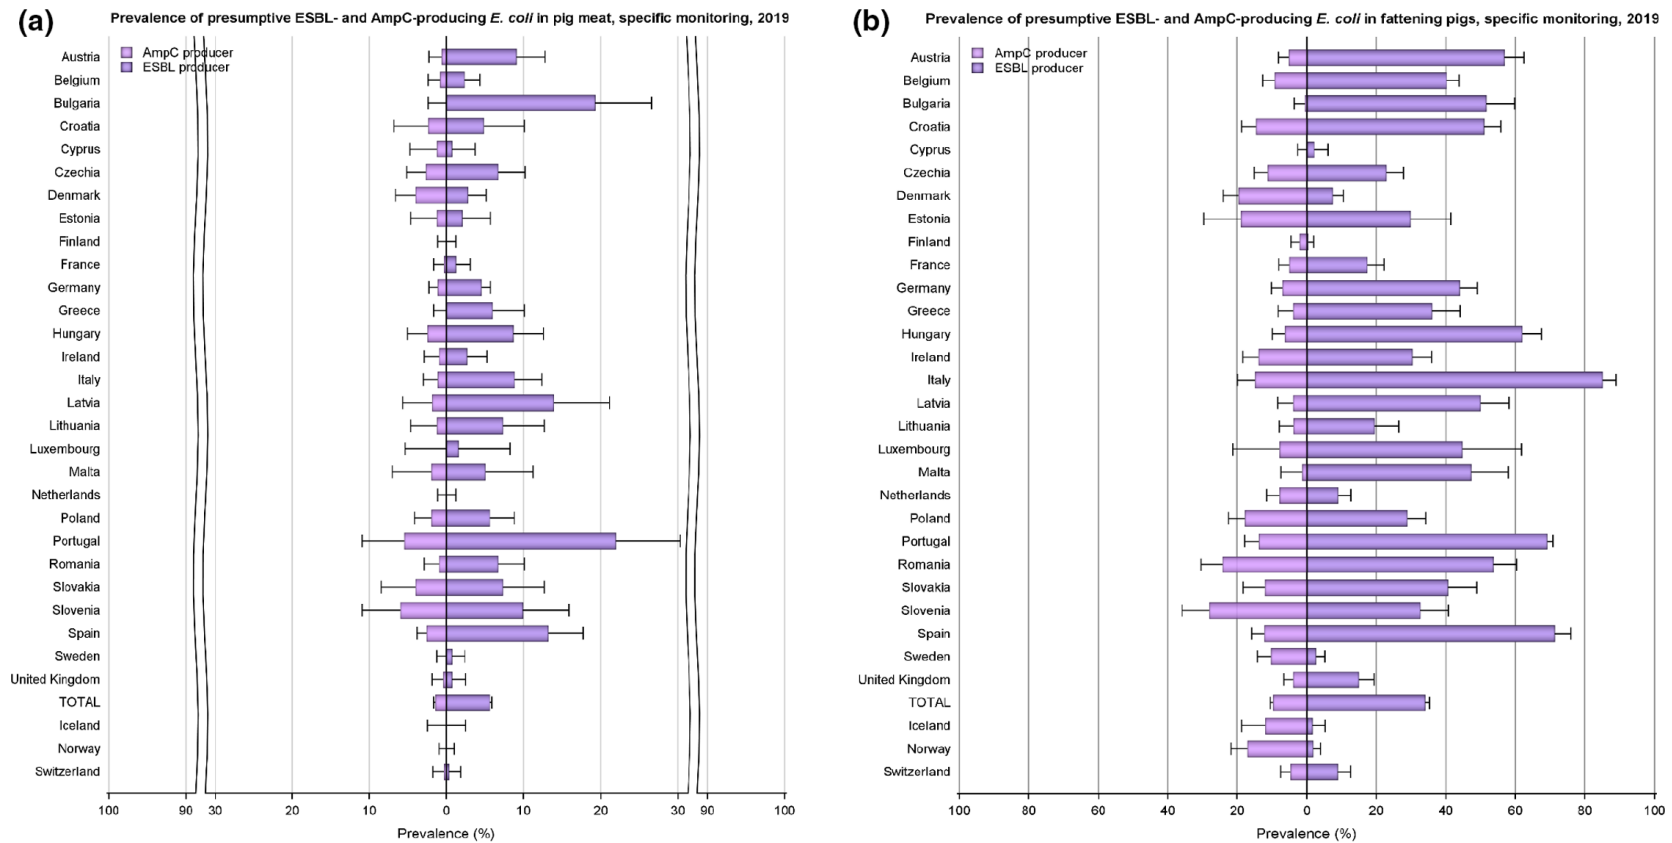 (a)
Prevalence of presumptive ESBL- and AmpC-producing E. coli in pig meat, specific monitoring, 2019
AmpC producer
ESBL producer
Austria
Belgium
Bulgaria
Croatia
Cyprus
Czechia
Denmark
Estonia
Finland
France
Germany
Greece
Hungary
Ireland
Italy
Latvia
Lithuania
Luxembourg
Malta
Netherlands
Poland
Portugal
Romania
Slovakia
Slovenia
Spain
Sweden
United Kingdom
TOTAL
Iceland
Norway
Switzerland
100 90 30 20 10 0 10 20 30 90 100
Prevalence (%)
(b)
Prevalence of presumptive ESBL- and AmpC-producing E. coli in fattening pigs, specific monitoring, 2019
AmpC producer
ESBL producer
Austria
Belgium
Bulgaria
Croatia
Cyprus
Czechia
Denmark
Estonia
Finland
France
Germany
Greece
Hungary
Ireland
Italy
Latvia
Lithuania
Luxembourg
Malta
Netherlands
Poland
Portugal
Romania
Slovakia
Slovenia
Spain
Sweden
United Kingdom
TOTAL
Iceland
Norway
Switzerland
100 80 60 40 20 0 20 40 60 80 100
Prevalence (%)